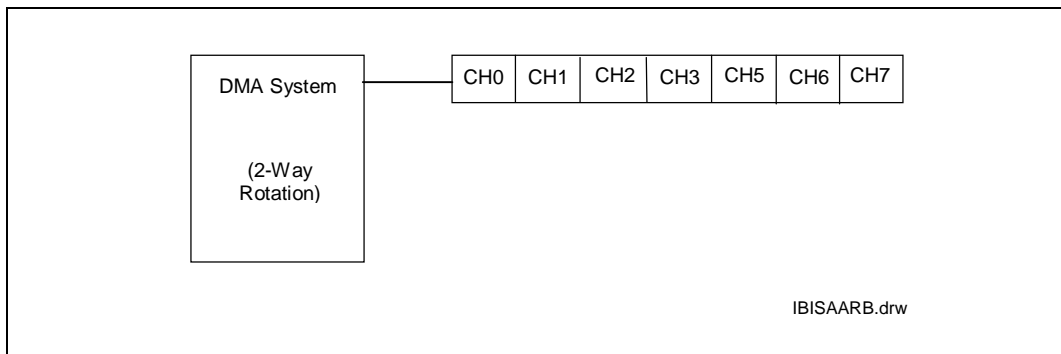 DMA System
(2-Way
Rotation)
CH0 CH1 CH2 CH3 CH5 CH6 CH7
IBISAARB.drw